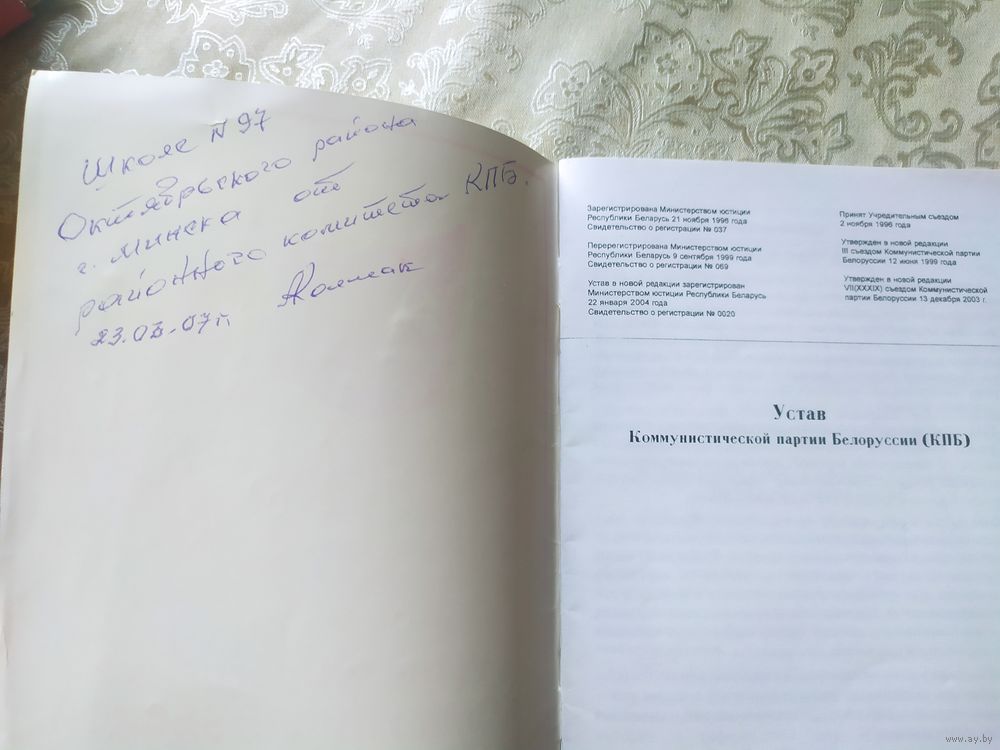 Школе N 97
Октябрьского района
г. Минска от
районного комитета КПБ.
23.02.07г.
Зарегистрирован Министерством юстиции
Республики Беларусь 21 ноября 1996 года
Свидетельство о регистрации № 037
Перерегистрирована Министерством юстиции
Республики Беларусь 9 сентября 1999 года
Свидетельство о регистрации № 069
Устав в новой редакции зарегистрирован
Министерством юстиции Республики Беларусь
22 января 2004 года
Свидетельство о регистрации № 0020
Принят Учредительным съездом
2 ноября 1996 года
Утвержден в новой редакции
III съездом Коммунистической партии
Белоруссии 12 июня 1999 года
Утвержден в новой редакции
VII(XXXIX) съездом Коммунистической
партии Белоруссии 13 декабря 2003 г.
Устав
Коммунистической партии Белоруссии (КПБ)
www.ay.by